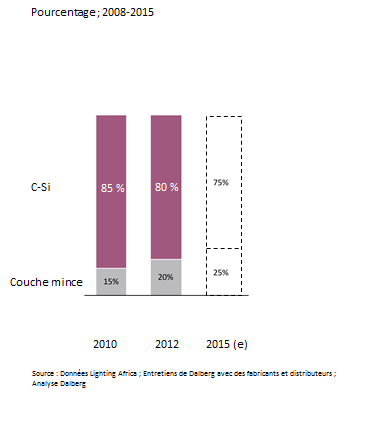 Pourcentage ; 2008-2015
C-Si
85 %
80 %
75%
Couche mince
15%
20%
25%
2010 2012 2015 (e)
Source : Données Lighting Africa ; Entretiens de Dalberg avec des fabricants et distributeurs ;
Analyse Dalberg